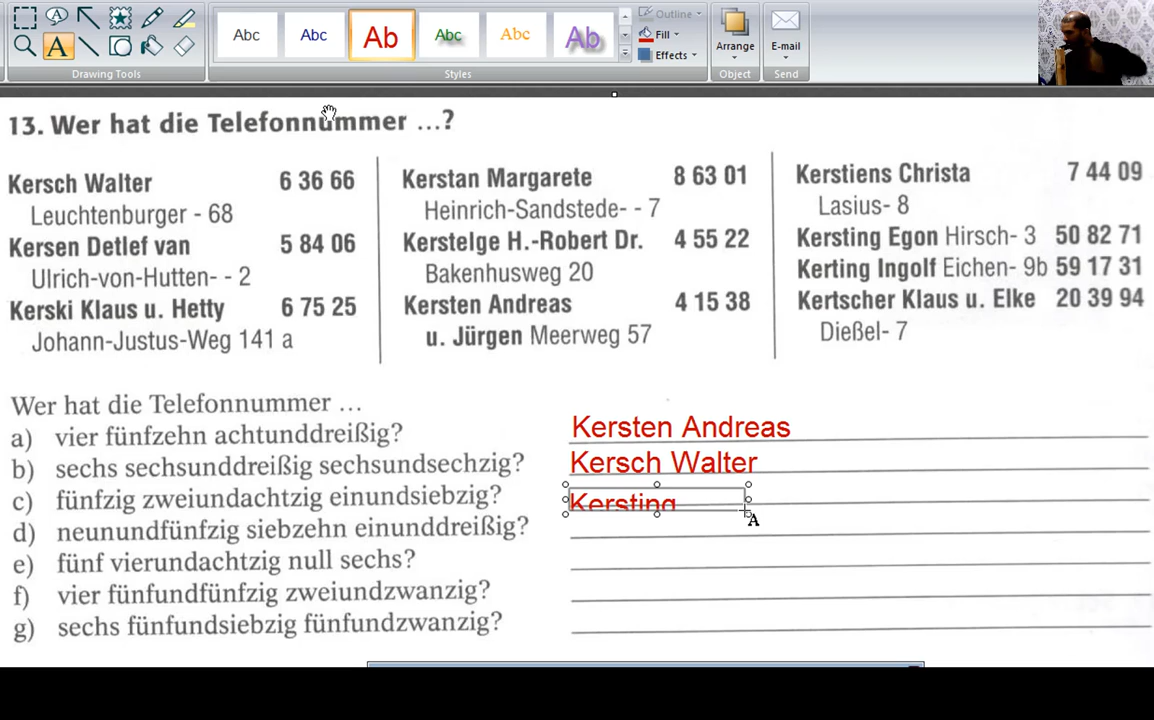 Outline
Fill
Effects
Arrange
E-mail
Abc
Abc
Ab
Abc
Abc
Ab
Drawing Tools
Styles
Object
Send
13. Wer hat die Telefonnummer ...?
Kersch Walter 6 36 66
Leuchtenburger - 68
Kersen Detlef van 5 84 06
Ulrich-von-Hutten- - 2
Kerski Klaus u. Hetty 6 75 25
Johann-Justus-Weg 141 a
Kerstan Margarete 8 63 01
Heinrich-Sandstede- - 7
Kerstelge H.-Robert Dr. 4 55 22
Bakenhusweg 20
Kersten Andreas 4 15 38
u. Jürgen Meerweg 57
Kerstiens Christa 7 44 09
Lasius- 8
Kersting Egon Hirsch- 3 50 82 71
Kerting Ingolf Eichen- 9b 59 17 31
Kertscher Klaus u. Elke 20 39 94
Dießel- 7
Wer hat die Telefonnummer ...
a) vier fünfzehn achtunddreißig? Kersten Andreas
b) sechs sechsunddreißig sechsundsechzig? Kersch Walter
c) fünfzig zweiundachtzig einundsiebzig? Kersting
d) neunundfünfzig siebzehn einunddreißig?
e) fünf vierundachtzig null sechs?
f) vier fünfundfünfzig zweiundzwanzig?
g) sechs fünfundsiebzig fünfundzwanzig?